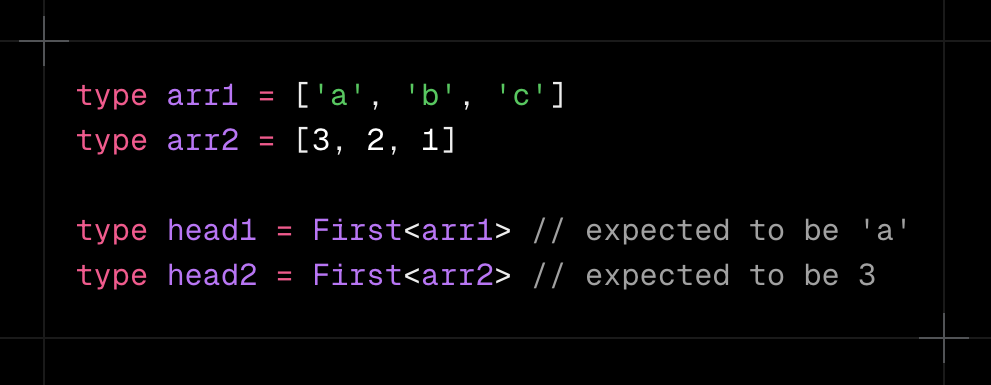 type arr1 = ['a', 'b', 'c']
type arr2 = [3, 2, 1]
type head1 = First<arr1> // expected to be 'a'
type head2 = First<arr2> // expected to be 3